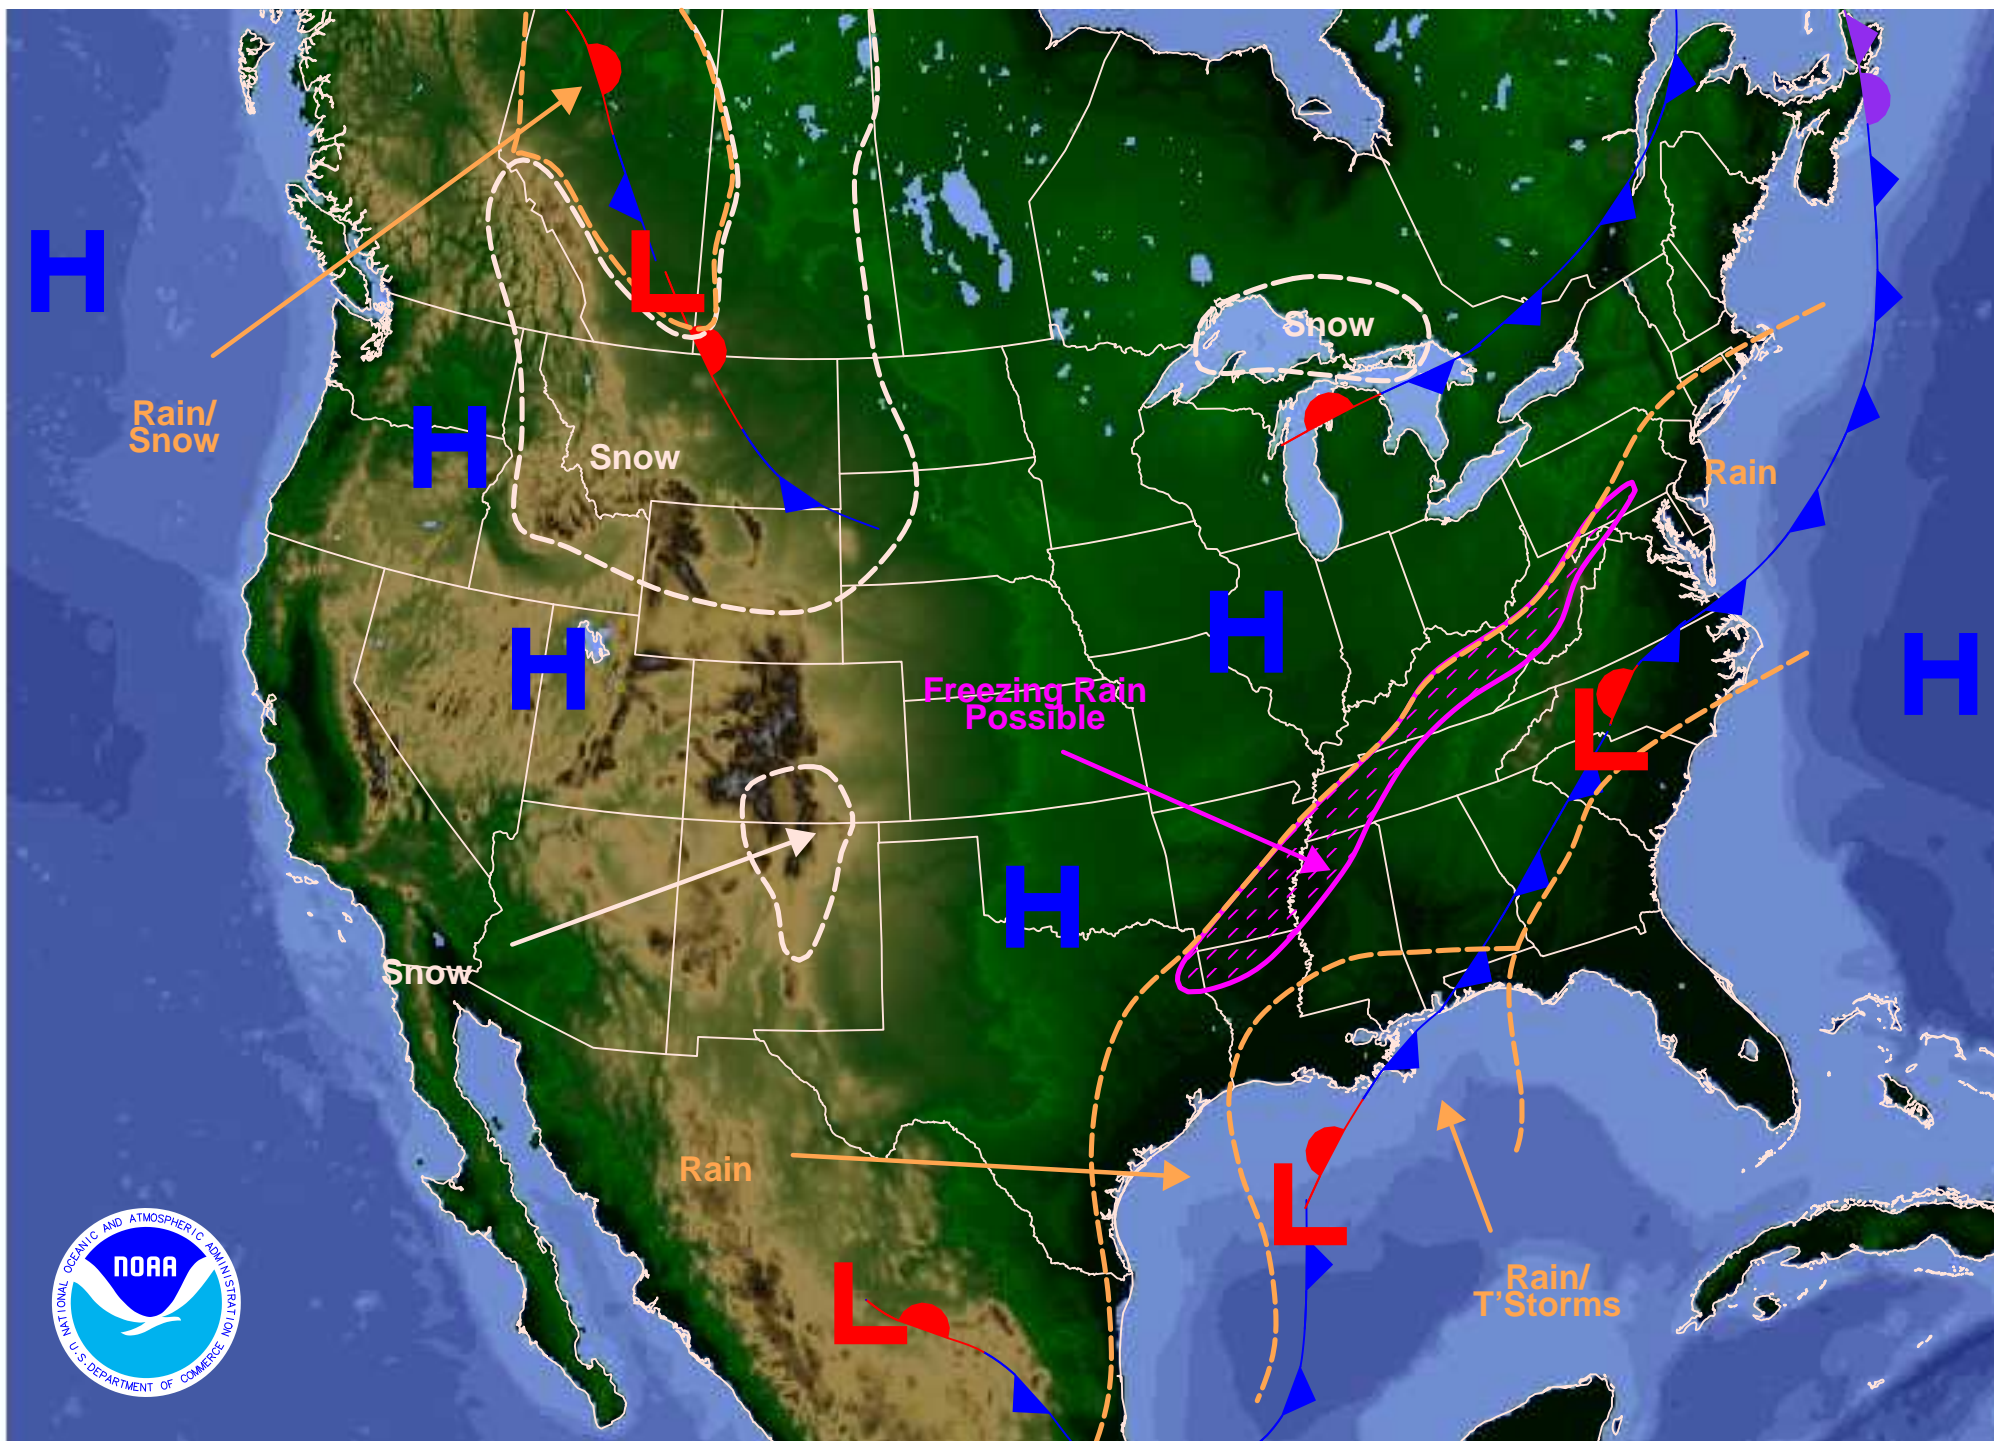 H
L
Snow
Rain/
Snow
H
Snow
Rain
H
H
H
Freezing Rain
Possible
H
L
H
Snow
Rain
L
Rain/
T'Storms
L
NATIONAL OCEANIC AND ATMOSPHERIC ADMINISTRATION
NOAA
U.S. DEPARTMENT OF COMMERCE